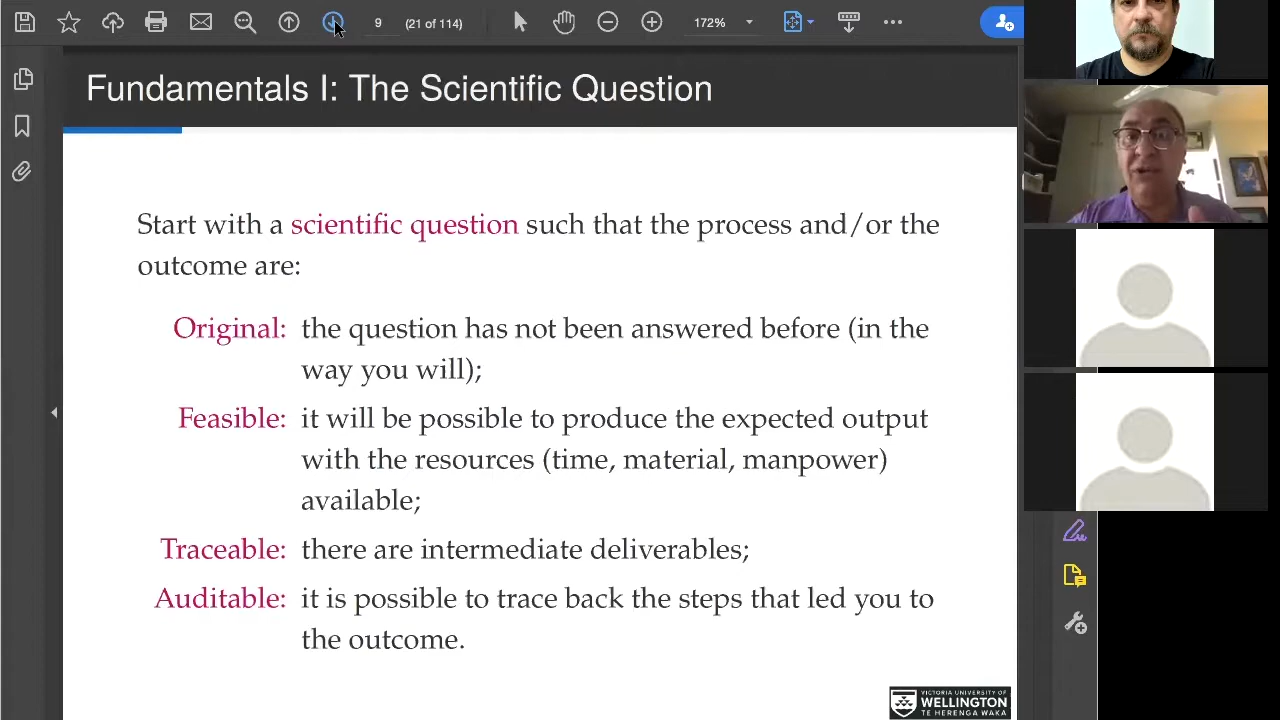 9 (21 of 114) 172%
Fundamentals I: The Scientific Question
Start with a scientific question such that the process and/or the
outcome are:
Original: the question has not been answered before (in the
way you will);
Feasible: it will be possible to produce the expected output
with the resources (time, material, manpower)
available;
Traceable: there are intermediate deliverables;
Auditable: it is possible to trace back the steps that led you to
the outcome.
VICTORIA UNIVERSITY OF
WELLINGTON
TE HERENGA WAKA